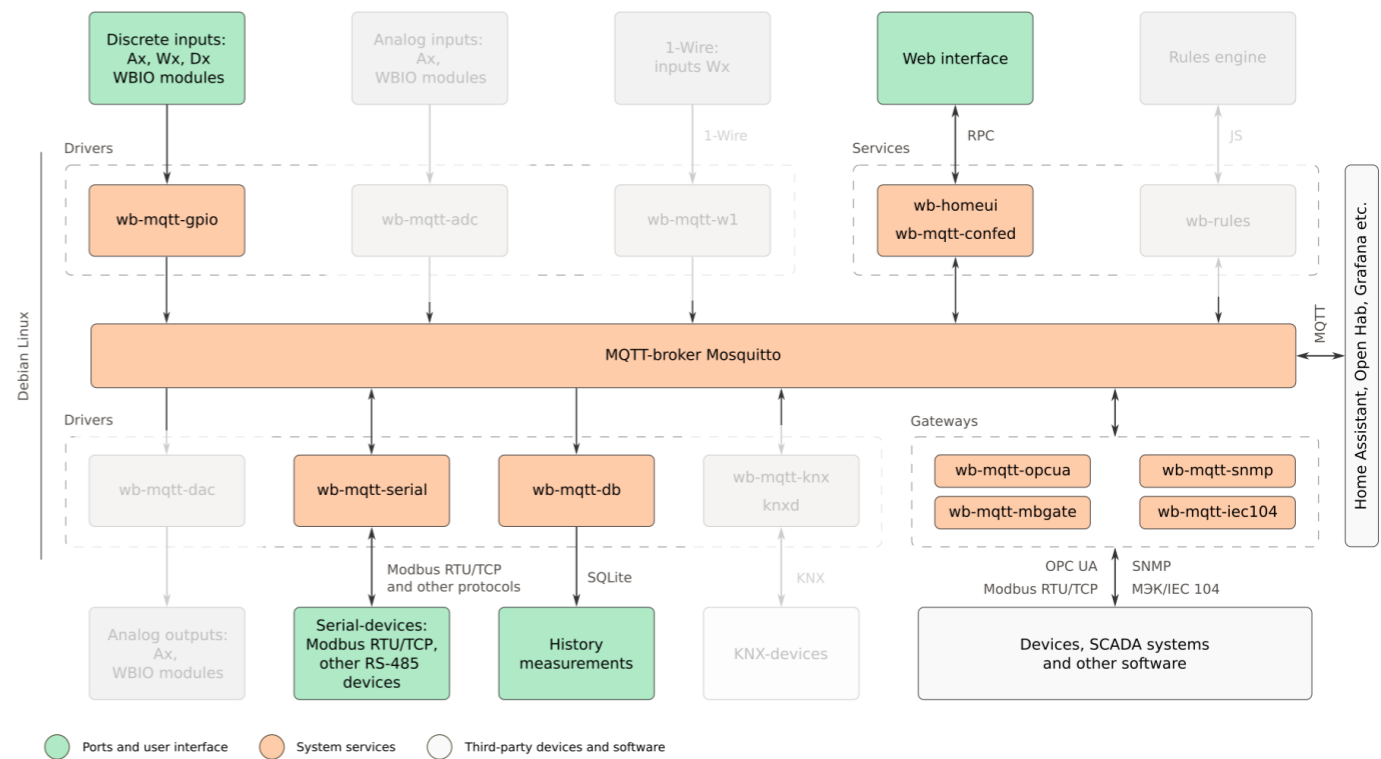 Discrete inputs:
Ax, Wx, Dx
WBIO modules
Analog inputs:
Ax,
WBIO modules
1-Wire:
inputs Wx
Web interface
Rules engine
1-Wire
RPC
JS
Drivers
Services
wb-mqtt-gpio
wb-mqtt-adc
wb-mqtt-w1
wb-homeui
wb-mqtt-confed
wb-rules
Debian Linux
MQTT-broker Mosquitto
MQTT
Home Assistant, Open Hab, Grafana etc.
Drivers
Gateways
wb-mqtt-dac
wb-mqtt-serial
wb-mqtt-db
wb-mqtt-knx
knxd
wb-mqtt-opcua
wb-mqtt-snmp
wb-mqtt-mbgate
wb-mqtt-iec104
Modbus RTU/TCP
and other protocols
SQLite
KNX
OPC UA
Modbus RTU/TCP
SNMP
МЭК/IEC 104
Analog outputs:
Ax,
WBIO modules
Serial-devices:
Modbus RTU/TCP,
other RS-485
devices
History
measurements
KNX-devices
Devices, SCADA systems
and other software
Ports and user interface
System services
Third-party devices and software